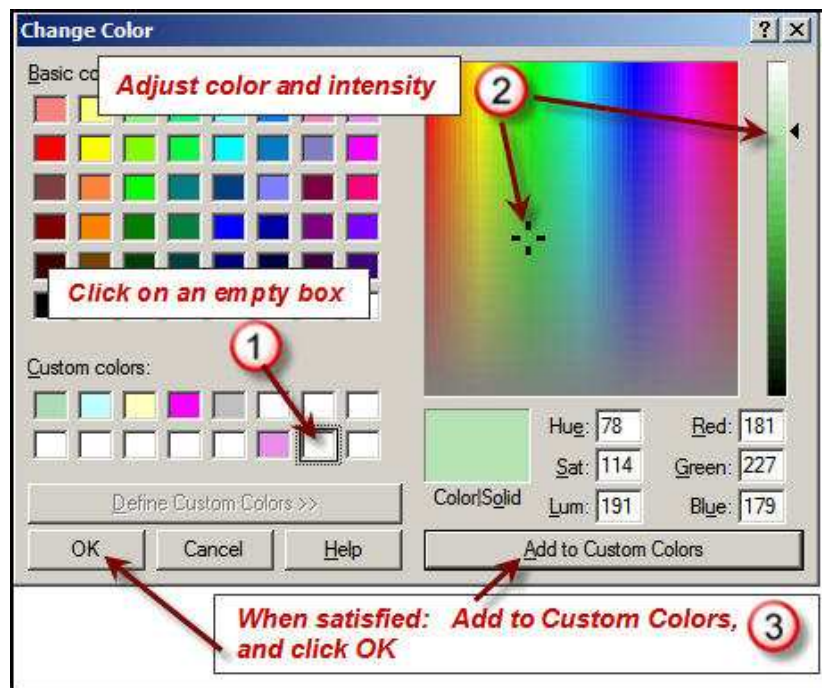 Change Color
? ×
Basic co
Adjust color and intensity
2
Click on an empty box
1
Custom colors:
Define Custom Colors >>
OK Cancel Help
Hue: 78 Red: 181
Sat: 114 Green: 227
Color|Solid Lum: 191 Blue: 179
Add to Custom Colors
When satisfied: Add to Custom Colors, 3
and click OK